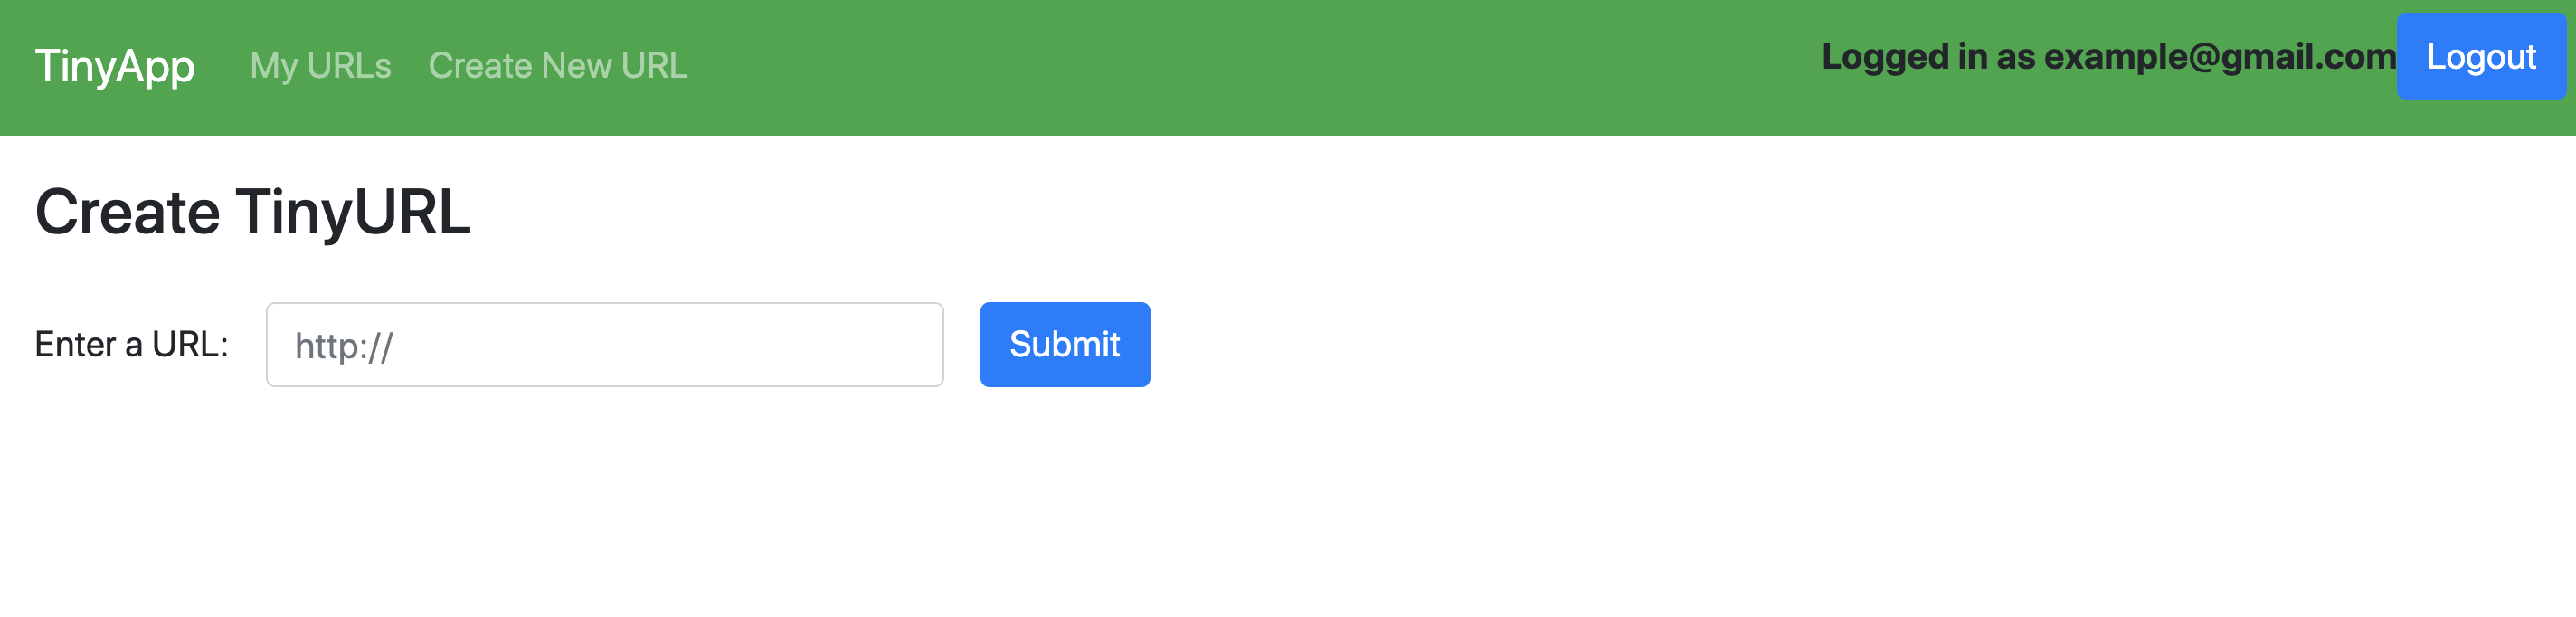 TinyApp My URLs Create New URL Logged in as example@gmail.com Logout
Create TinyURL
Enter a URL: http:// Submit